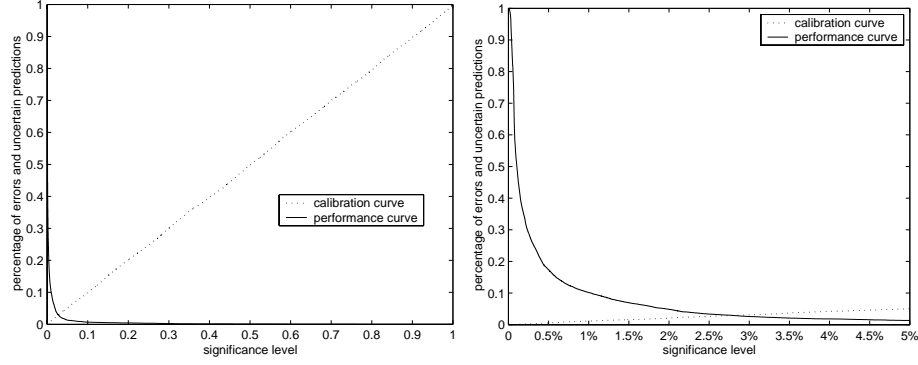 percentage of errors and uncertain predictions
1
0.9
0.8
0.7
0.6
0.5
0.4
0.3
0.2
0.1
0
calibration curve
performance curve
0 0.1 0.2 0.3 0.4 0.5 0.6 0.7 0.8 0.9 1
significance level
percentage of errors and uncertain predictions
1
0.9
0.8
0.7
0.6
0.5
0.4
0.3
0.2
0.1
0
calibration curve
performance curve
0 0.5% 1% 1.5% 2% 2.5% 3% 3.5% 4% 4.5% 5%
significance level